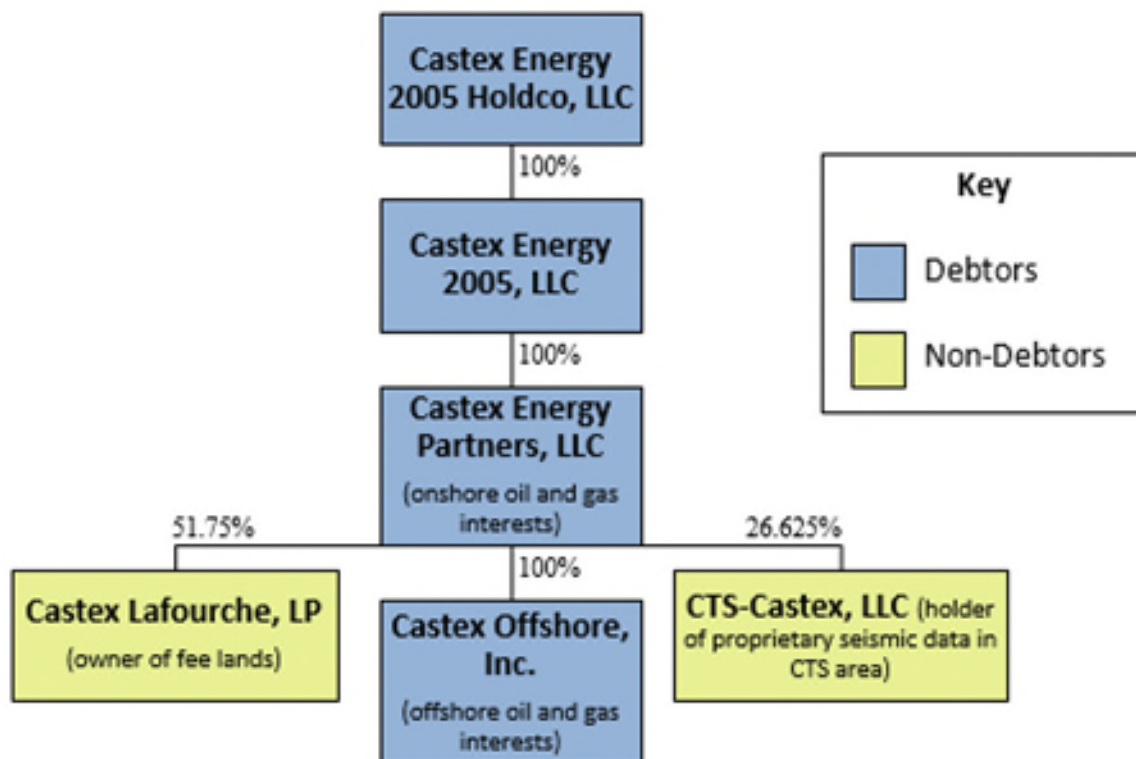 Castex Energy
2005 Holdco, LLC
100%
Key
Debtors
Non-Debtors
Castex Energy
2005, LLC
100%
Castex Energy
Partners, LLC
(onshore oil and gas
interests)
51.75%
100%
26.625%
Castex Lafourche, LP
(owner of fee lands)
Castex Offshore,
Inc.
(offshore oil and gas
interests)
CTS-Castex, LLC (holder
of proprietary seismic data in
CTS area)